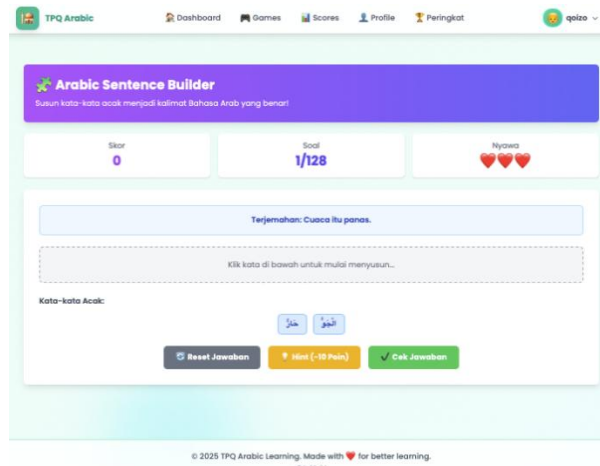 TPQ Arabic Dashboard Games Scores Profile Peringkat qoizo
Arabic Sentence Builder
Susun kata-kata acak menjadi kalimat Bahasa Arab yang benar!
Skor Soal Nyawa
0 1/128
Terjemahan: Cuaca itu panas.
Klik kata di bawah untuk mulai menyusun...
Kata-kata Acak:
حَارٌّ الْجَوُّ
Reset Jawaban Hint (-10 Poin) Cek Jawaban
© 2025 TPQ Arabic Learning. Made with ❤️ for better learning.